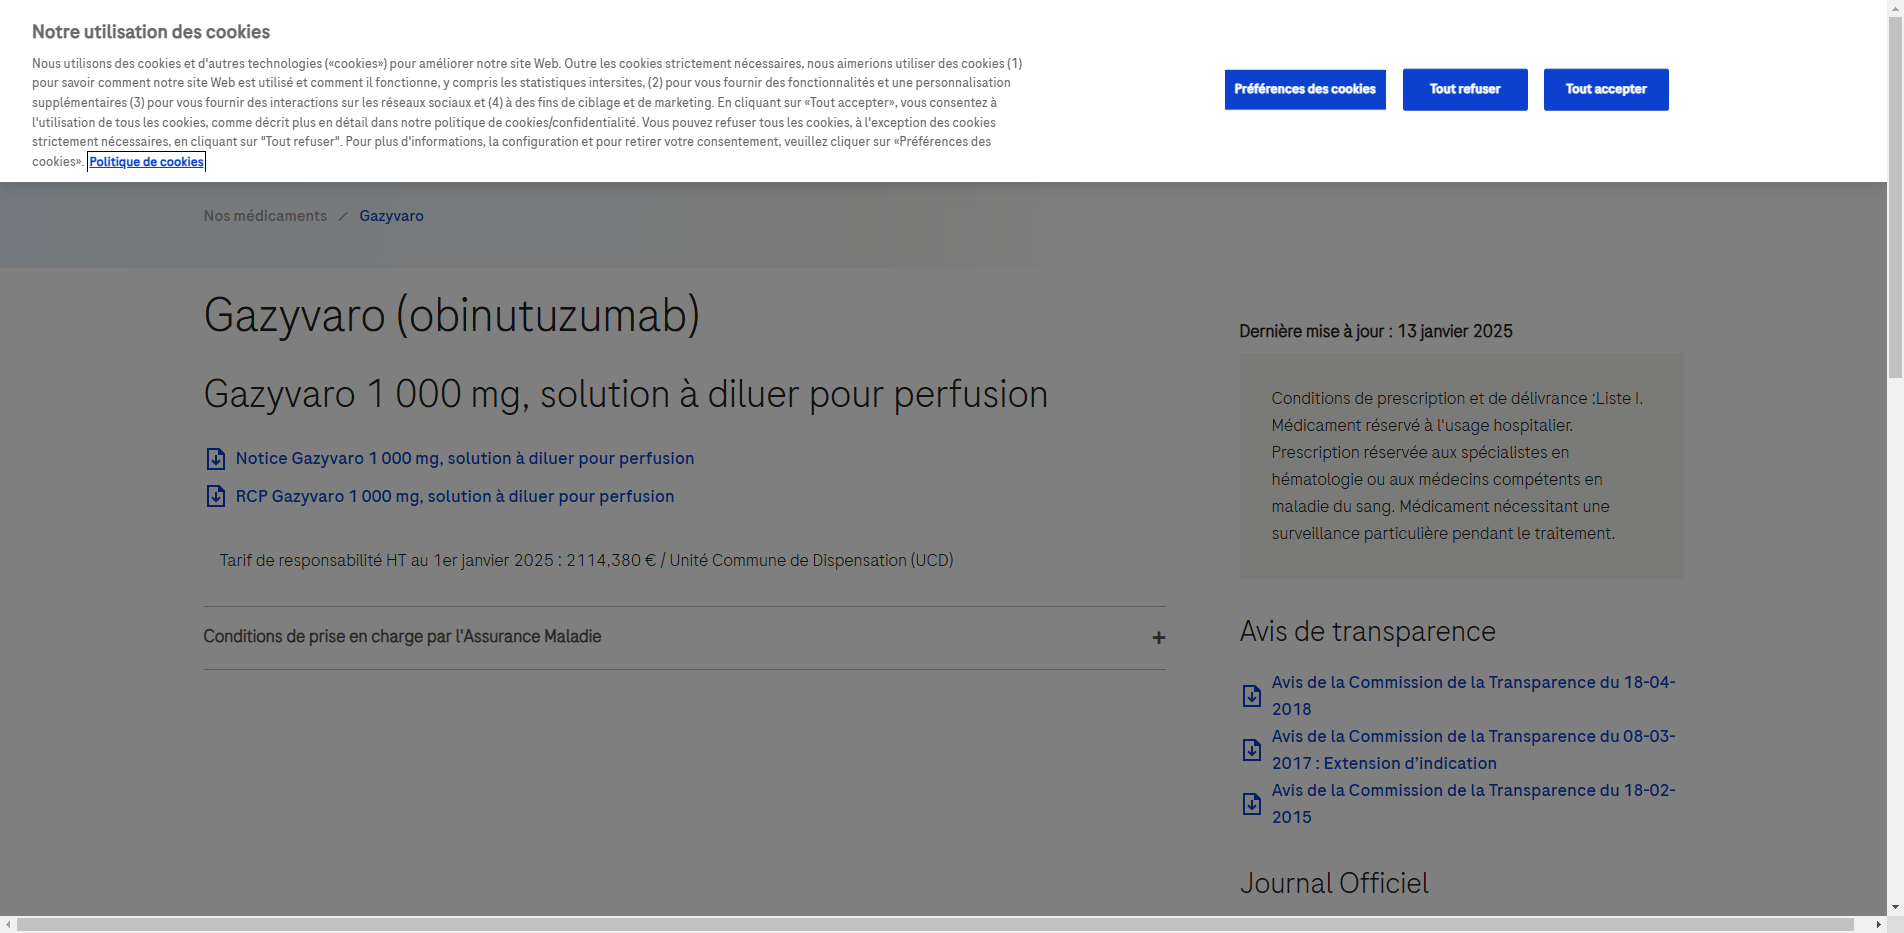 Notre utilisation des cookies
Nous utilisons des cookies et d'autres technologies («cookies») pour améliorer notre site Web. Outre les cookies strictement nécessaires, nous aimerions utiliser des cookies (1)
pour savoir comment notre site Web est utilisé et comment il fonctionne, y compris les statistiques intersites, (2) pour vous fournir des fonctionnalités et une personnalisation
supplémentaires (3) pour vous fournir des interactions sur les réseaux sociaux et (4) à des fins de ciblage et de marketing. En cliquant sur «Tout accepter», vous consentez à
l'utilisation de tous les cookies, comme décrit plus en détail dans notre politique de cookies/confidentialité. Vous pouvez refuser tous les cookies, à l'exception des cookies
strictement nécessaires, en cliquant sur "Tout refuser". Pour plus d'informations, la configuration et pour retirer votre consentement, veuillez cliquer sur «Préférences des
cookies». Politique de cookies
Préférences des cookies
Tout refuser
Tout accepter
Nos médicaments / Gazyvaro
Gazyvaro (obinutuzumab)
Gazyvaro 1 000 mg, solution à diluer pour perfusion
Notice Gazyvaro 1 000 mg, solution à diluer pour perfusion
RCP Gazyvaro 1 000 mg, solution à diluer pour perfusion
Tarif de responsabilité HT au 1er janvier 2025 : 2114,380 € / Unité Commune de Dispensation (UCD)
Conditions de prise en charge par l'Assurance Maladie +
Dernière mise à jour : 13 janvier 2025
Conditions de prescription et de délivrance :Liste I.
Médicament réservé à l'usage hospitalier.
Prescription réservée aux spécialistes en
hématologie ou aux médecins compétents en
maladie du sang. Médicament nécessitant une
surveillance particulière pendant le traitement.
Avis de transparence
Avis de la Commission de la Transparence du 18-04-
2018
Avis de la Commission de la Transparence du 08-03-
2017 : Extension d’indication
Avis de la Commission de la Transparence du 18-02-
2015
Journal Officiel